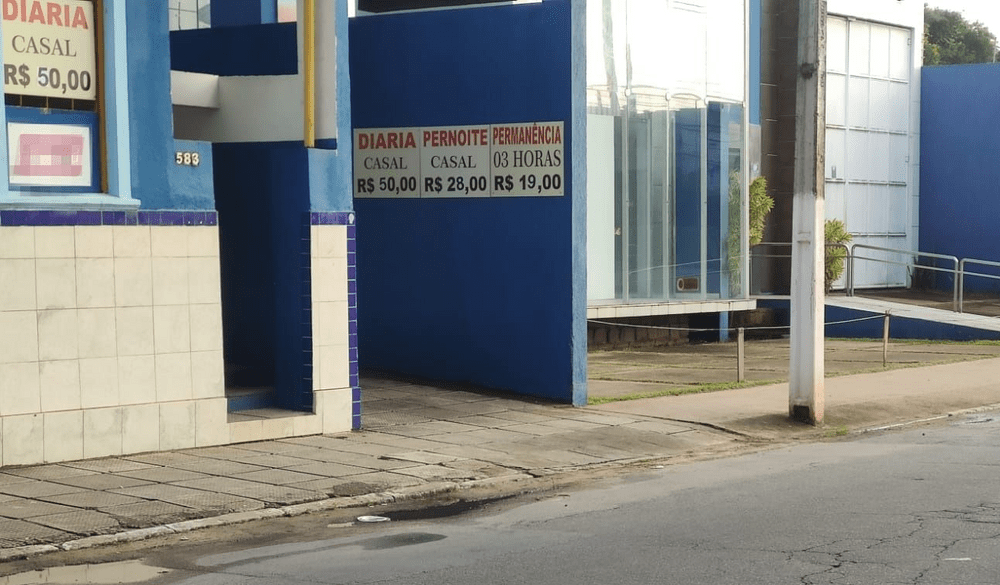 DIARIA
CASAL
R$ 50,00
583
DIARIA
CASAL
R$ 50,00
PERNOITE
CASAL
R$ 28,00
PERMANÊNCIA
03 HORAS
R$ 19,00